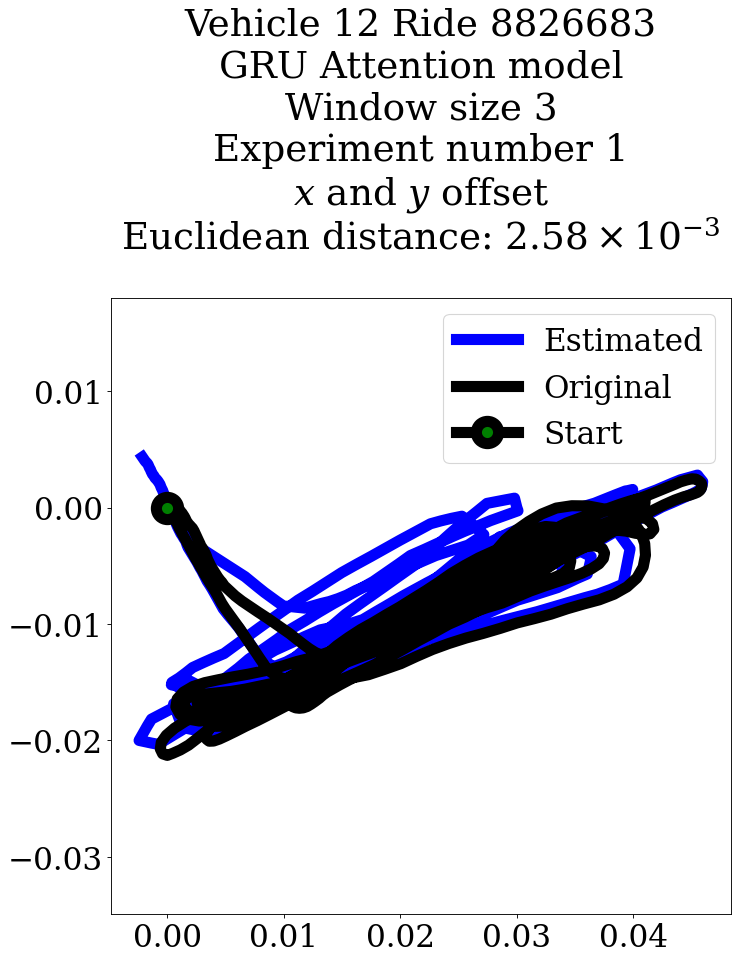 Vehicle 12 Ride 8826683
GRU Attention model
Window size 3
Experiment number 1
x and y offset
Euclidean distance: 2.58 × 10⁻³
Estimated
Original
Start
0.01
0.00
−0.01
−0.02
−0.03
0.00 0.01 0.02 0.03 0.04